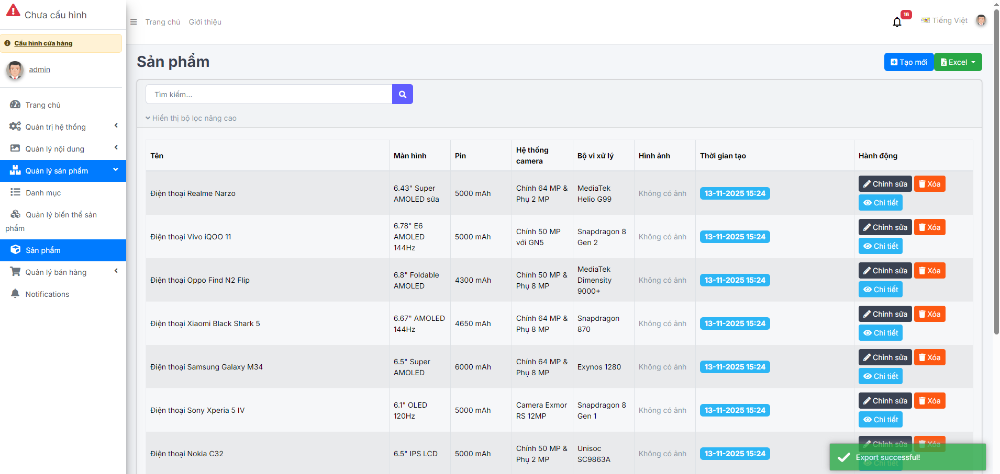 Chưa cấu hình
Cấu hình cửa hàng
admin
Trang chủ
Quản trị hệ thống
Quản lý nội dung
Quản lý sản phẩm
Danh mục
Quản lý biến thể sản
phẩm
Sản phẩm
Quản lý bán hàng
Notifications
Trang chủ Giới thiệu
16
Tiếng Việt
Sản phẩm
Tạo mới Excel
Tìm kiếm...
Hiển thị bộ lọc nâng cao
Tên Màn hình Pin Hệ thống camera Bộ vi xử lý Hình ảnh Thời gian tạo Hành động
Điện thoại Realme Narzo
6.43" Super
AMOLED sửa
5000 mAh
Chính 64 MP &
Phụ 2 MP
MediaTek
Helio G99
Không có ảnh
13-11-2025 15:24
Chỉnh sửa Xóa
Chi tiết
Điện thoại Vivo iQOO 11
6.78" E6
AMOLED
144Hz
5000 mAh
Chính 50 MP
với GN5
Snapdragon 8
Gen 2
Không có ảnh
13-11-2025 15:24
Chỉnh sửa Xóa
Chi tiết
Điện thoại Oppo Find N2 Flip
6.8" Foldable
AMOLED
4300 mAh
Chính 50 MP &
Phụ 8 MP
MediaTek
Dimensity
9000+
Không có ảnh
13-11-2025 15:24
Chỉnh sửa Xóa
Chi tiết
Điện thoại Xiaomi Black Shark 5
6.67" AMOLED
144Hz
4650 mAh
Chính 64 MP &
Phụ 8 MP
Snapdragon
870
Không có ảnh
13-11-2025 15:24
Chỉnh sửa Xóa
Chi tiết
Điện thoại Samsung Galaxy M34
6.5" Super
AMOLED
6000 mAh
Chính 64 MP &
Phụ 8 MP
Exynos 1280
Không có ảnh
13-11-2025 15:24
Chỉnh sửa Xóa
Chi tiết
Điện thoại Sony Xperia 5 IV
6.1" OLED
120Hz
5000 mAh
Camera Exmor
RS 12MP
Snapdragon 8
Gen 1
Không có ảnh
13-11-2025 15:24
Chỉnh sửa Xóa
Chi tiết
Điện thoại Nokia C32
6.5" IPS LCD
5000 mAh
Chính 50 MP &
Phụ 2 MP
Unisoc
SC9863A
Không có ảnh
13-11-2025 15:24
Chỉnh sửa Xóa
Chi tiết
Export successful!